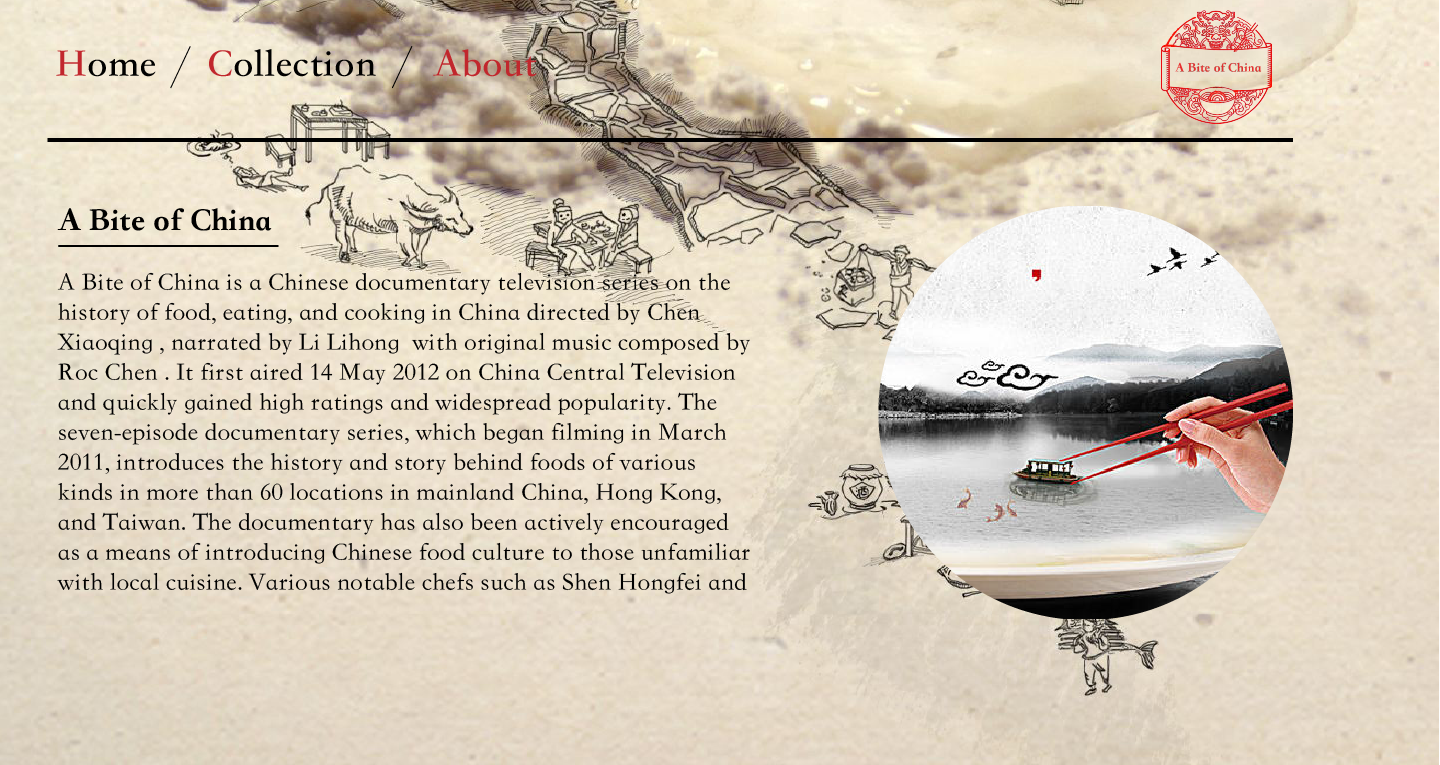 Home / Collection / About
A Bite of China
A Bite of China
A Bite of China is a Chinese documentary television series on the
history of food, eating, and cooking in China directed by Chen
Xiaoqing , narrated by Li Lihong  with original music composed by
Roc Chen . It first aired 14 May 2012 on China Central Television
and quickly gained high ratings and widespread popularity. The
seven-episode documentary series, which began filming in March
2011, introduces the history and story behind foods of various
kinds in more than 60 locations in mainland China, Hong Kong,
and Taiwan. The documentary has also been actively encouraged
as a means of introducing Chinese food culture to those unfamiliar
with local cuisine. Various notable chefs such as Shen Hongfei and